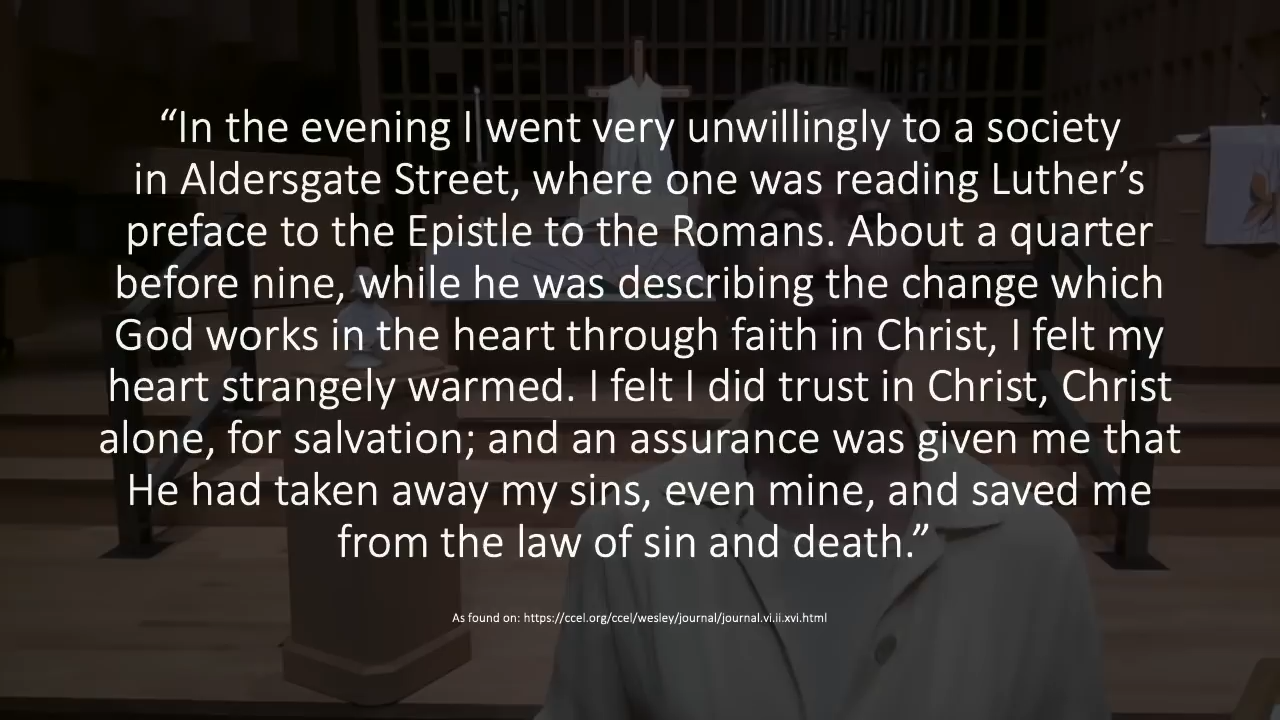 “In the evening I went very unwillingly to a society
in Aldersgate Street, where one was reading Luther’s
preface to the Epistle to the Romans. About a quarter
before nine, while he was describing the change which
God works in the heart through faith in Christ, I felt my
heart strangely warmed. I felt I did trust in Christ, Christ
alone, for salvation; and an assurance was given me that
He had taken away my sins, even mine, and saved me
from the law of sin and death.”
As found on: https://ccel.org/ccel/wesley/journal/journal.vi.ii.xvi.html